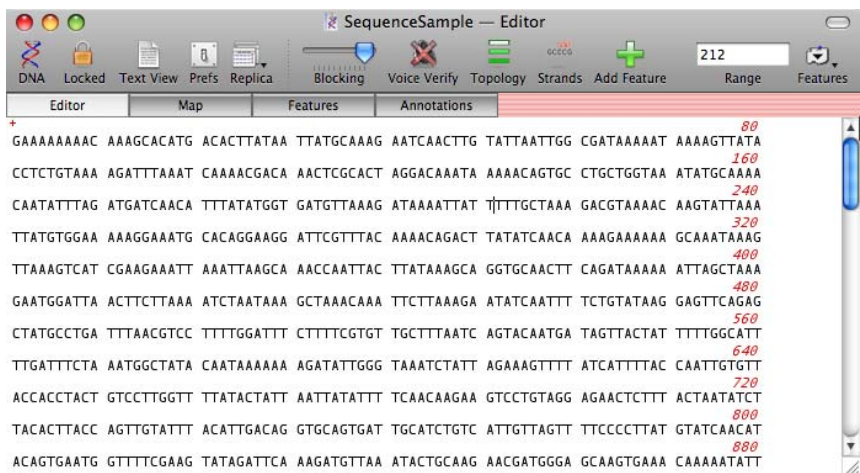 SequenceSample — Editor
212
DNA Locked Text View Prefs Replica Blocking Voice Verify Topology Strands Add Feature Range Features
Editor Map Features Annotations
+ 80
GAAAAAAAAC AAAGCACATG ACACTTATAA TTATGCAAAG AATCAACTTG TATTAATTGG CGATAAAAAT AAAAGTTATA
160
CCTCTGTAAA AGATTTAAAT CAAAACGACA AACTCGCACT AGGACAAATA AAAACAGTGC CTGCTGGTAA ATATGCAAAA
240
CAATATTTAG ATGATCAACA TTTATATGGT GATGTTAAAG ATAAAATTAT TTTTGCTAAA GACGTAAAAC AAGTATTAAA
320
TTATGTGGAA AAAGGAAATG CACAGGAAGG ATTCGTTTAC AAAACAGACT TATATCAACA AAAGAAAAAA GCAAATAAAG
400
TTAAAGTCAT CGAAGAAATT AAATTAAGCA AACCAATTAC TTATAAAGCA GGTGCAACTT CAGATAAAAA ATTAGCTAAA
480
GAATGGATTA ACTTCTTAAA ATCTAATAAA GCTAAACAAA TTCTTAAAGA ATATCAATTT TCTGTATAAG GAGTTCAGAG
560
CTATGCCTGA TTTAACGTCC TTTTGGATTT CTTTTCGTGT TGCTTTAATC AGTACAATGA TAGTTACTAT TTTTGGCATT
640
TTGATTTCTA AATGGCTATA CAATAAAAAA AGATATTGGG TAAATCTATT AGAAAGTTTT ATCATTTTAC CAATTGTGTT
720
ACCACCTACT GTCCTTGGTT TTATACTATT AATTATATTT TCAACAAGAA GTCCTGTAGG AGAACTCTTT ACTAATATCT
800
TACACTTACC AGTTGTATTT ACATTGACAG GTGCAGTGAT TGCATCTGTC ATTGTTAGTT TTCCCCTTAT GTATCAACAT
880
ACAGTGAATG GTTTTCGAAG TATAGATTCA AAGATGTTAA ATACTGCAAG AACGATGGGA GCAAGTGAAA CAAAAATATT